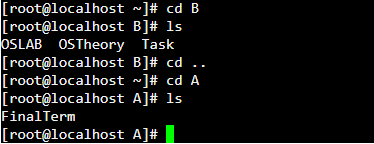 [root@localhost ~]# cd B
[root@localhost B]# ls
OSLAB  OSTheory  Task
[root@localhost B]# cd ..
[root@localhost ~]# cd A
[root@localhost A]# ls
FinalTerm
[root@localhost A]#